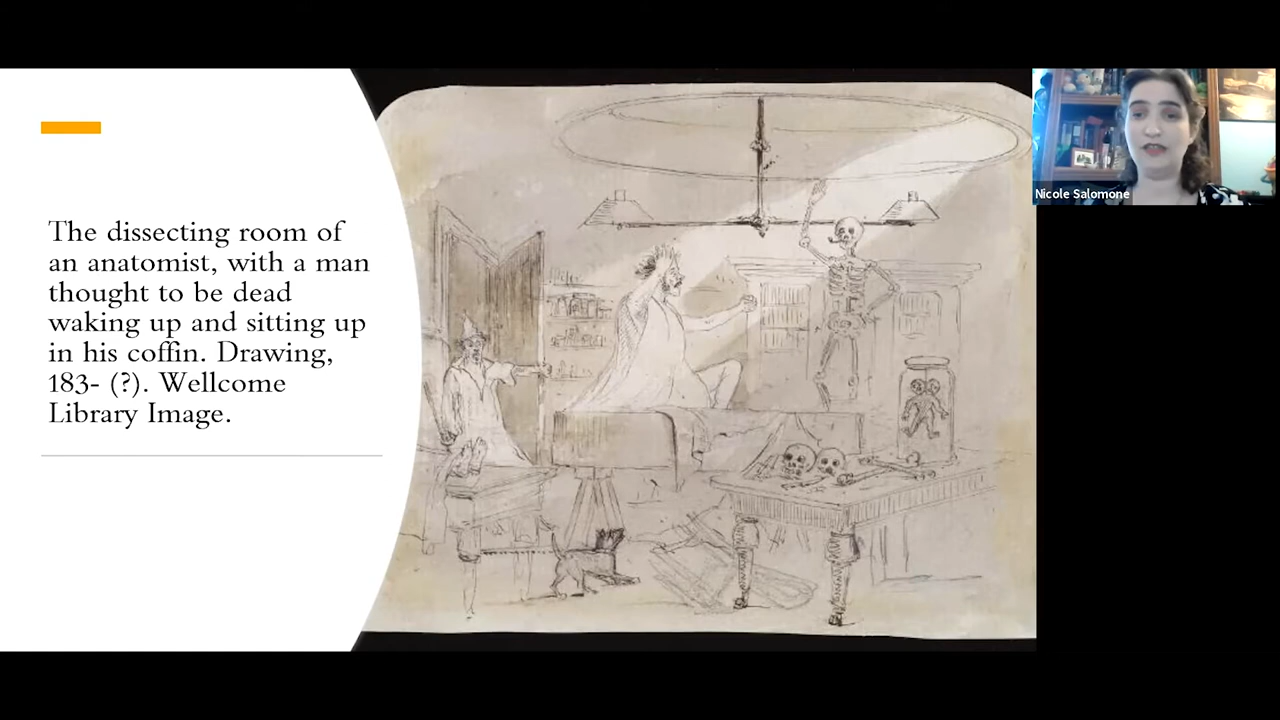 The dissecting room of
an anatomist, with a man
thought to be dead
waking up and sitting up
in his coffin. Drawing,
183- (?). Wellcome
Library Image.
Nicole Salomone